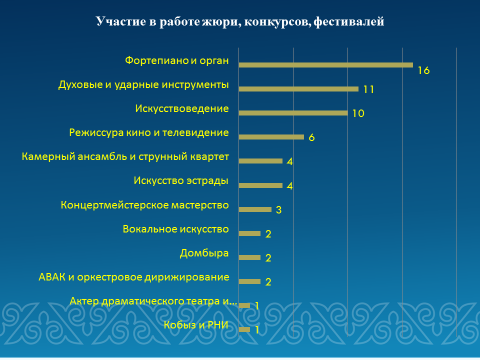 Участие в работе жюри, конкурсов, фестивалей
Фортепиано и орган 16
Духовые и ударные инструменты 11
Искусствоведение 10
Режиссура кино и телевидение 6
Камерный ансамбль и струнный квартет 4
Искусство эстрады 4
Концертмейстерское мастерство 3
Вокальное искусство 2
Домбыра 2
АВАК и оркестровое дирижирование 2
Актер драматического театра и... 1
Кобыз и РНИ 1